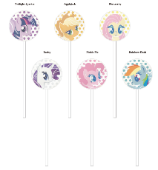 Twilight Sparkle
Applejack
Fluttershy
Rarity
Pinkie Pie
Rainbow Dash